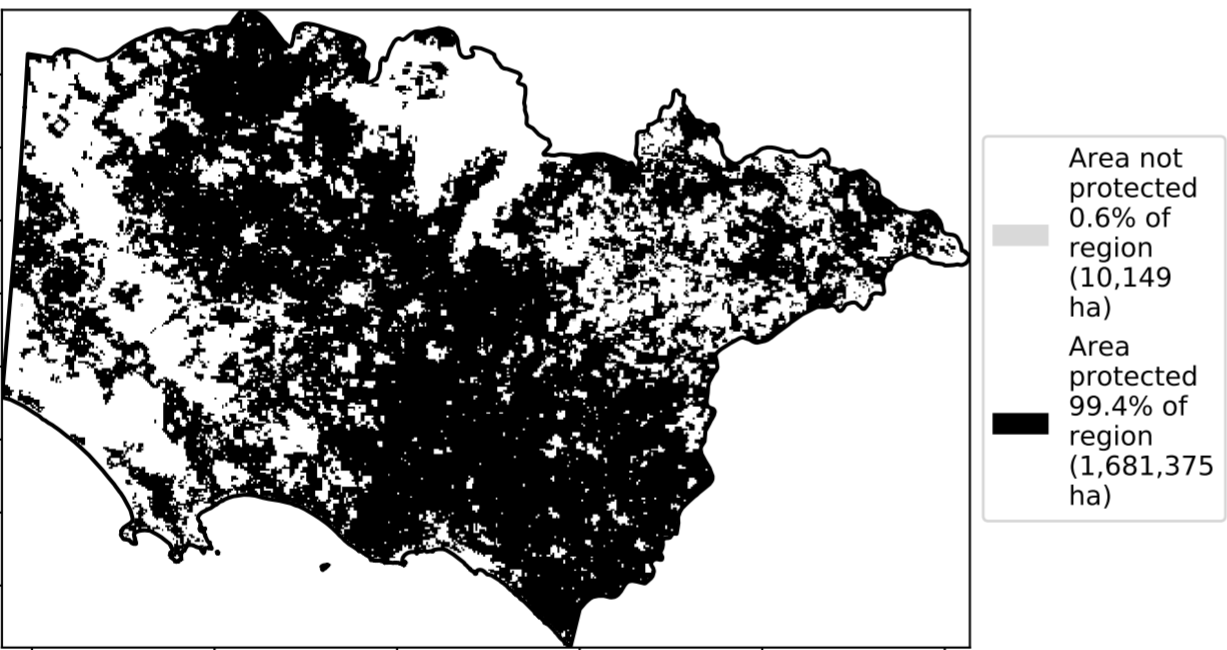 Area not
protected
0.6% of
region
(10,149
ha)
Area
protected
99.4% of
region
(1,681,375
ha)